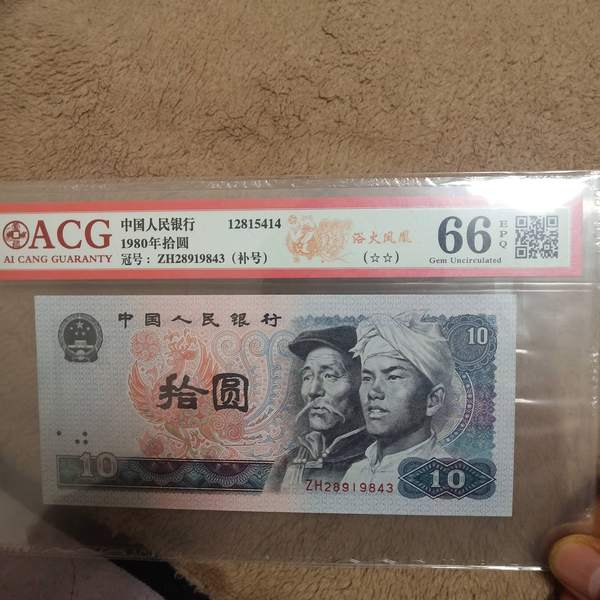 ACG
AI CANG GUARANTY
中国人民银行 12815414
1980年拾圆
冠号：ZH28919843（补号）
浴火凤凰
(☆☆)
66
EPQ
Gem Uncirculated
中国人民银行
10
拾圆
10
ZH28919843
10